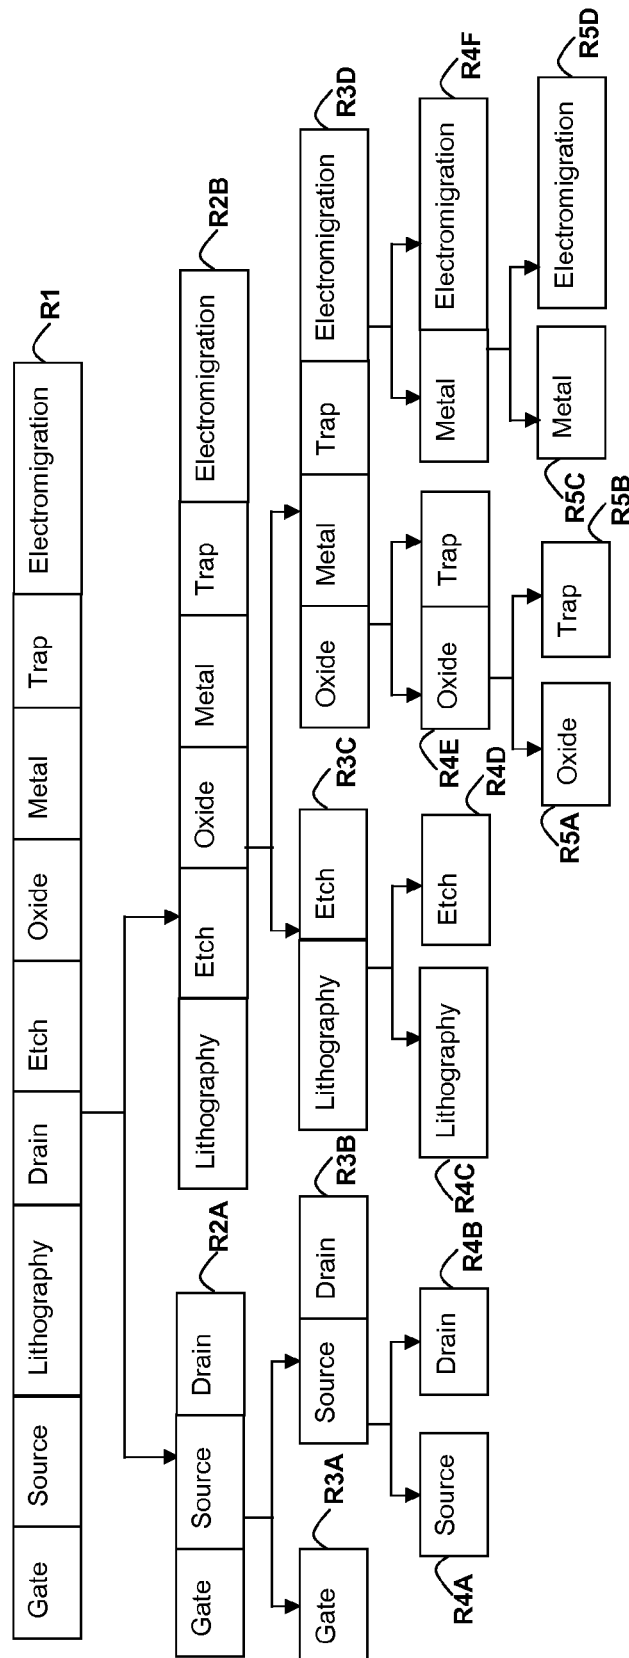 R1
Gate Source Lithography Drain Etch Oxide Metal Trap Electromigration
R2A
Gate Source Drain
R2B
Lithography Etch Oxide Metal Trap Electromigration
R3A
Gate
R3B
Source Drain
R3C
Lithography Etch
R3D
Oxide Metal Trap Electromigration
R4A
Source
R4B
Drain
R4C
Lithography
R4D
Etch
R4E
Oxide Trap
R4F
Metal Electromigration
R5A
Oxide
R5B
Trap
R5C
Metal
R5D
Electromigration